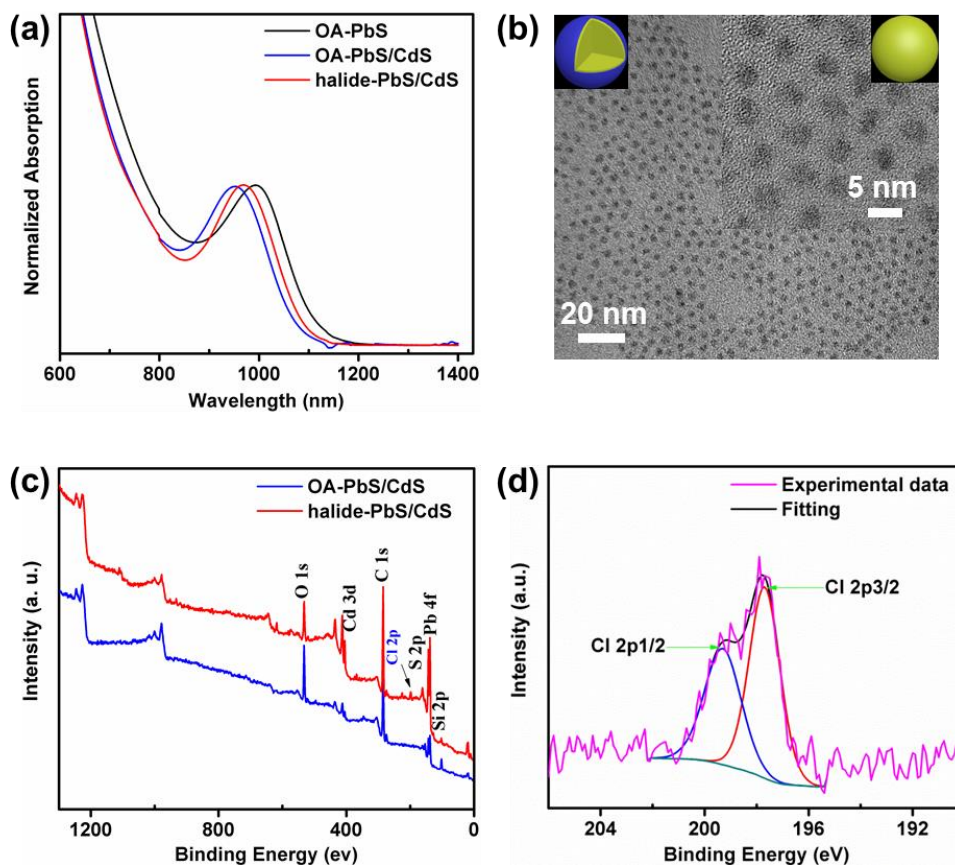 (a)
OA-PbS
OA-PbS/CdS
halide-PbS/CdS
Normalized Absorption
600 800 1000 1200 1400
Wavelength (nm)
(b)
5 nm
20 nm
(c)
OA-PbS/CdS
halide-PbS/CdS
O 1s
Cd 3d
C 1s
Cl 2p
S 2p
Pb 4f
Si 2p
Intensity (a. u.)
1200 800 400 0
Binding Energy (ev)
(d)
Experimental data
Fitting
Cl 2p3/2
Cl 2p1/2
Intensity (a.u.)
204 200 196 192
Binding Energy (eV)